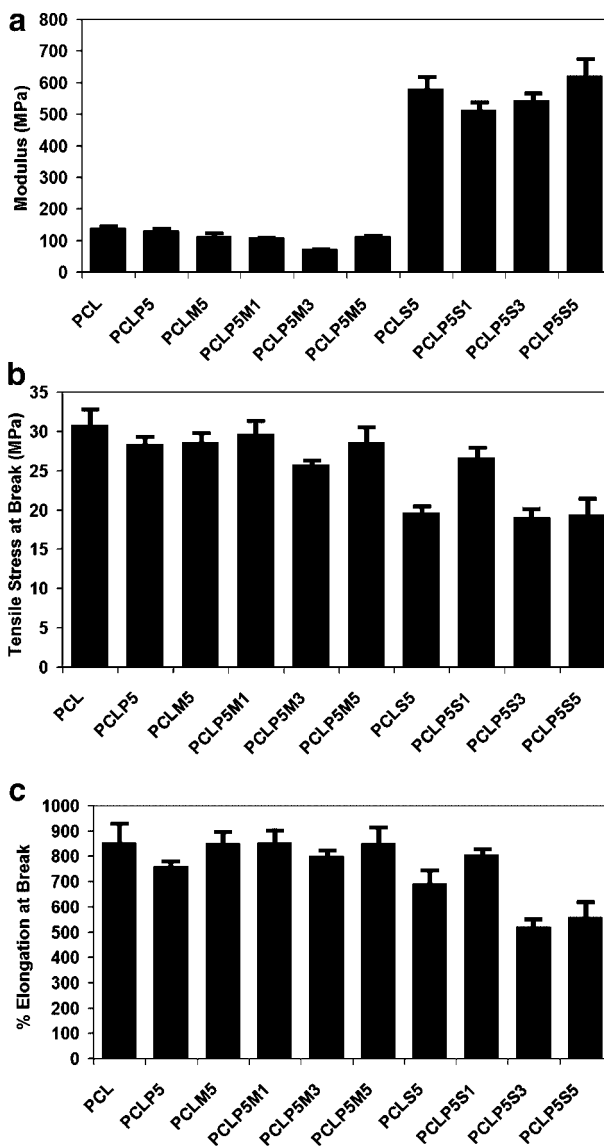 a
Modulus (MPa)
800
700
600
500
400
300
200
100
0
PCL
PCLP5
PCLM5
PCLP5M1
PCLP5M3
PCLP5M5
PCLS5
PCLP5S1
PCLP5S3
PCLP5S5
b
Tensile Stress at Break (MPa)
35
30
25
20
15
10
5
0
PCL
PCLP5
PCLM5
PCLP5M1
PCLP5M3
PCLP5M5
PCLS5
PCLP5S1
PCLP5S3
PCLP5S5
c
% Elongation at Break
1000
900
800
700
600
500
400
300
200
100
0
PCL
PCLP5
PCLM5
PCLP5M1
PCLP5M3
PCLP5M5
PCLS5
PCLP5S1
PCLP5S3
PCLP5S5